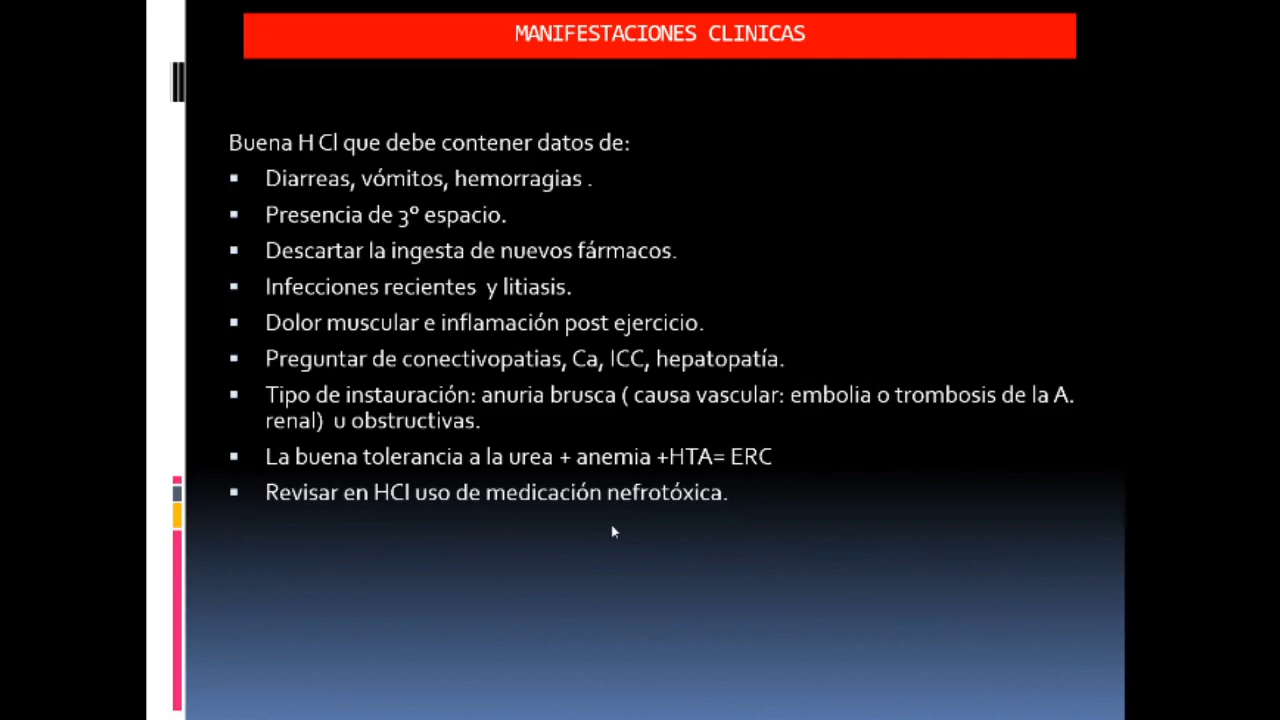 MANIFESTACIONES CLINICAS
Buena H Cl que debe contener datos de:
▪ Diarreas, vómitos, hemorragias .
▪ Presencia de 3º espacio.
▪ Descartar la ingesta de nuevos fármacos.
▪ Infecciones recientes y litiasis.
▪ Dolor muscular e inflamación post ejercicio.
▪ Preguntar de conectivopatias, Ca, ICC, hepatopatía.
▪ Tipo de instauración: anuria brusca ( causa vascular: embolia o trombosis de la A.
renal) u obstructivas.
▪ La buena tolerancia a la urea + anemia +HTA= ERC
▪ Revisar en HCl uso de medicación nefrotóxica.